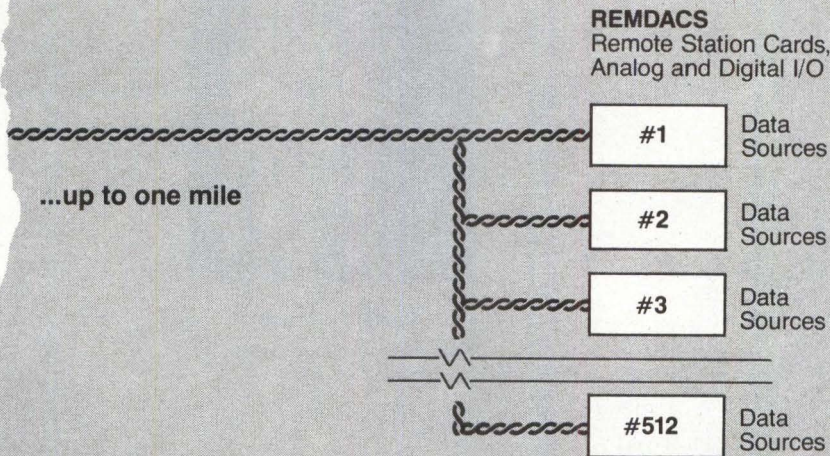 REMDACS
Remote Station Cards,
Analog and Digital I/O
#1
Data
Sources
...up to one mile
#2
Data
Sources
#3
Data
Sources
#512
Data
Sources